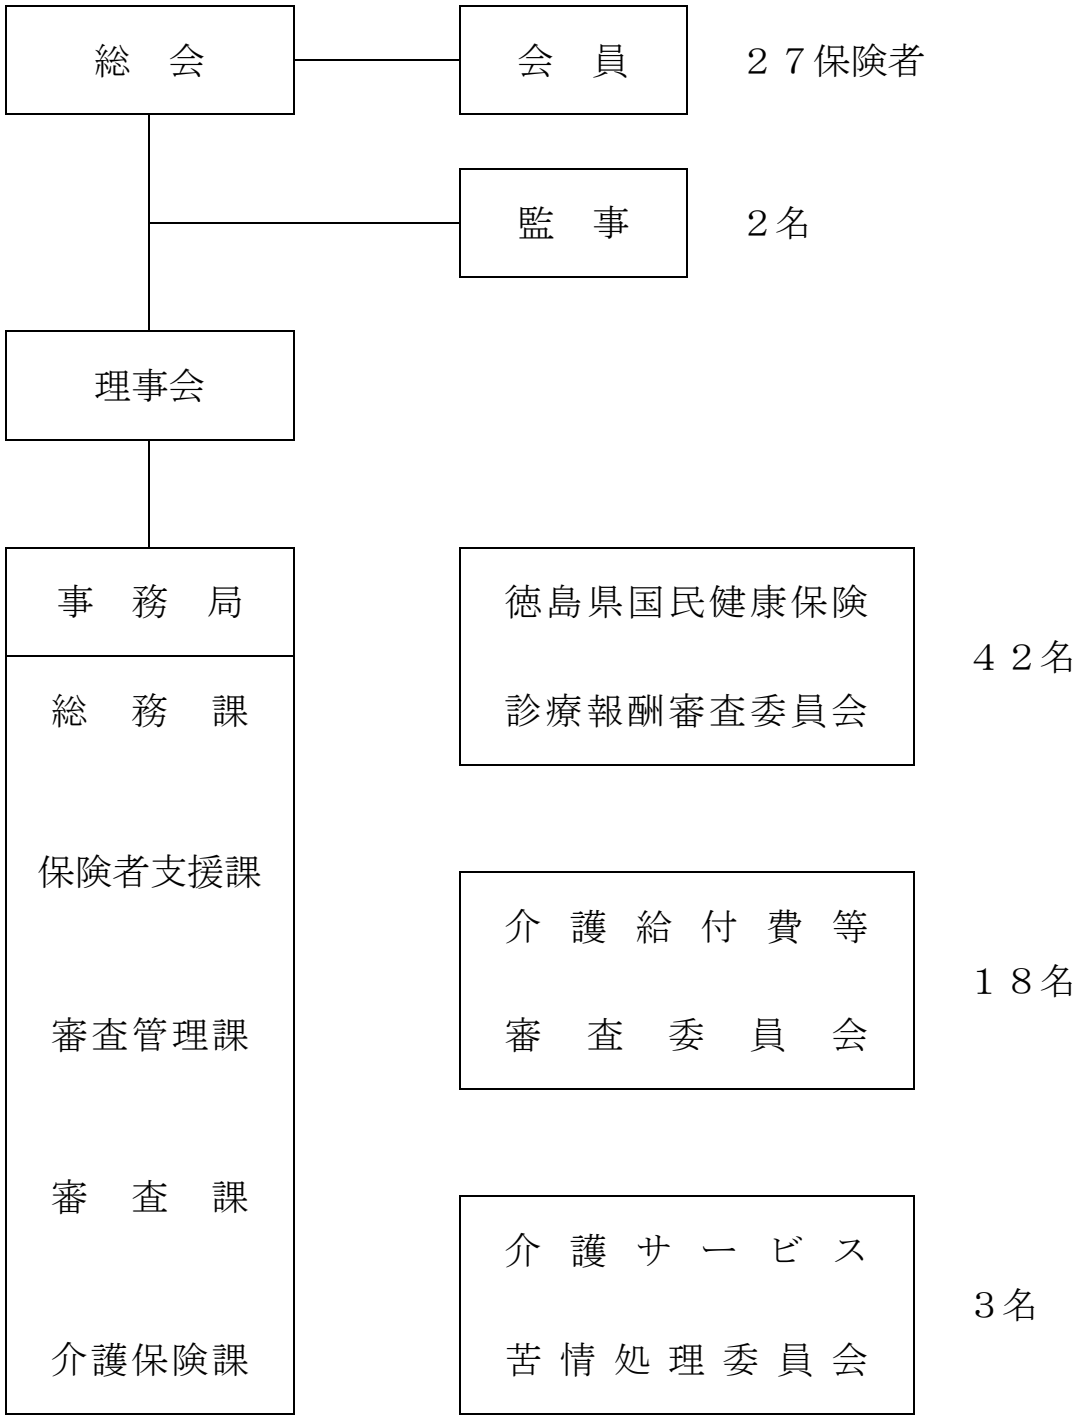 総　会
会　員
２７保険者
監　事
２名
理事会
事　務　局
総　務　課
保険者支援課
審査管理課
審　査　課
介護保険課
徳島県国民健康保険
診療報酬審査委員会
４２名
介護給付費等
審査委員会
１８名
介護サービス
苦情処理委員会
３名